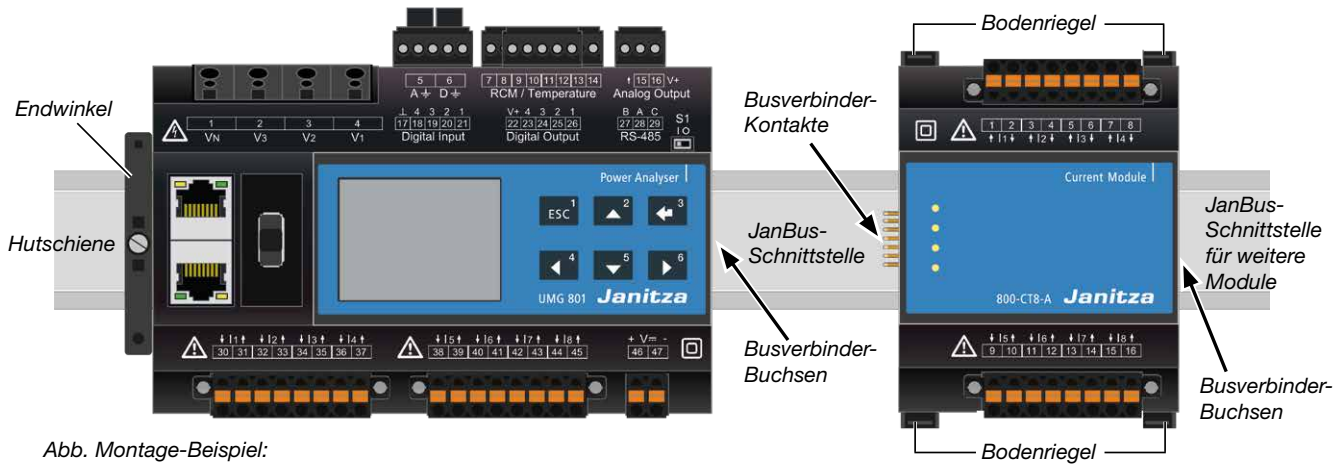 Bodenriegel
5 6
A ⏚ D ⏚
7 8 9 10 11 12 13 14
RCM / Temperature
↑ 15 16 V+
Analog Output
Endwinkel
1 2 3 4
VN V3 V2 V1
⊥ 4 3 2 1
17 18 19 20 21
Digital Input
V+ 4 3 2 1
22 23 24 25 26
Digital Output
B A C
27 28 29
RS-485
S1
I O
Busverbinder-
Kontakte
1 2 3 4 5 6 7 8
↑ I1 ↓ ↑ I2 ↓ ↑ I3 ↓ ↑ I4 ↓
Power Analyser
Current Module
Hutschiene
ESC 1
2
3
4
5
6
UMG 801 Janitza
JanBus-
Schnittstelle
800-CT8-A Janitza
JanBus-
Schnittstelle
für weitere
Module
↓ I1 ↑ ↓ I2 ↑ ↓ I3 ↑ ↓ I4 ↑
30 31 32 33 34 35 36 37
↓ I5 ↑ ↓ I6 ↑ ↓ I7 ↑ ↓ I8 ↑
38 39 40 41 42 43 44 45
+ V⎓ -
46 47
Busverbinder-
Buchsen
↓ I5 ↑ ↓ I6 ↑ ↓ I7 ↑ ↓ I8 ↑
9 10 11 12 13 14 15 16
Busverbinder-
Buchsen
Abb. Montage-Beispiel:
Bodenriegel